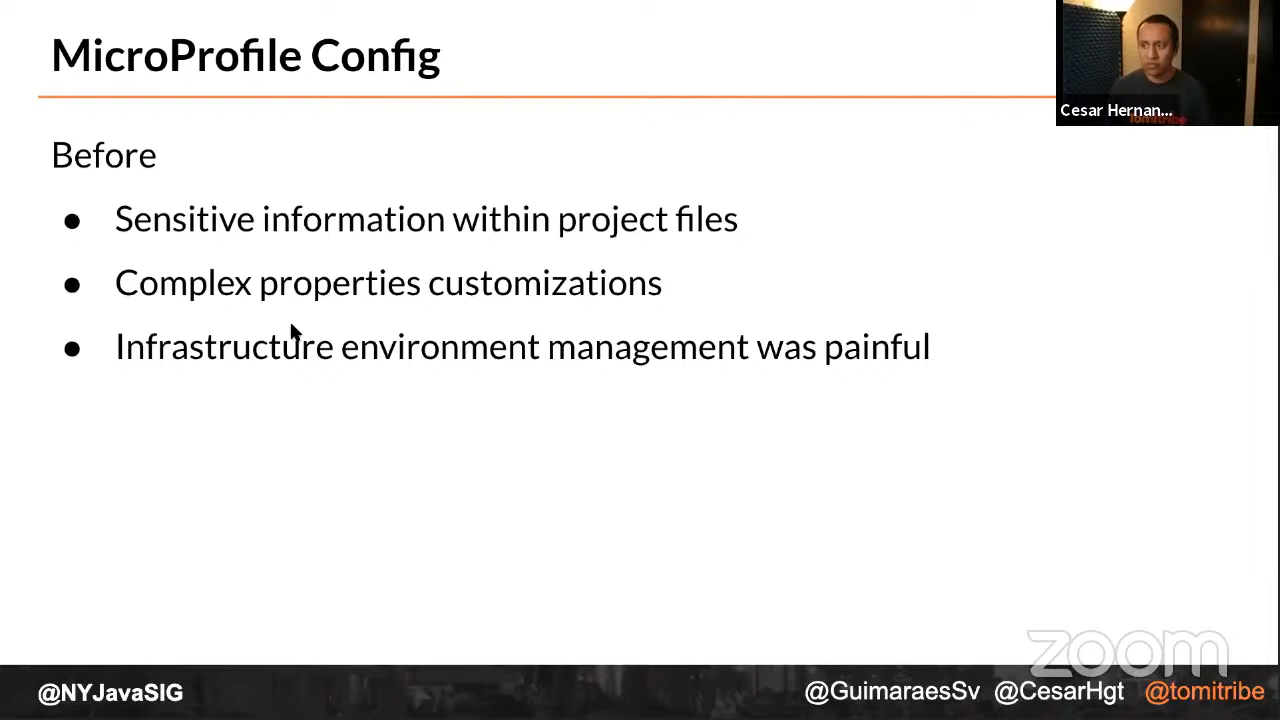 MicroProfile Config
Cesar Hernan...
tomitribe
Before
● Sensitive information within project files
● Complex properties customizations
● Infrastructure environment management was painful
zoom
@NYJavaSIG
@GuimaraesSv @CesarHgt @tomitribe